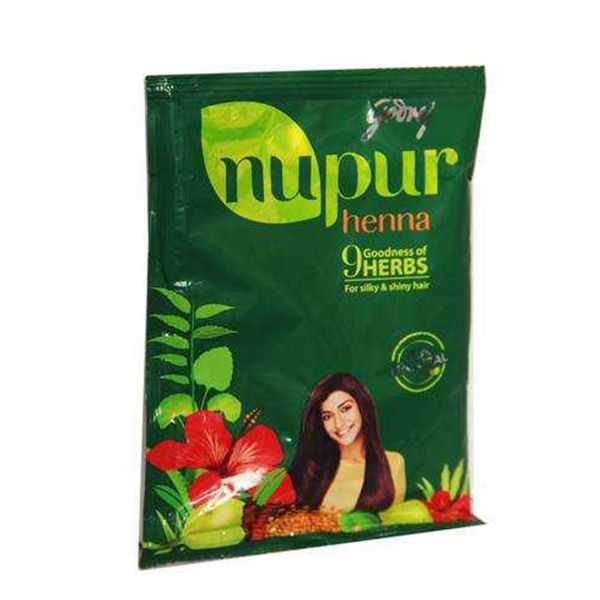 Godrej
nupur
henna
9 Goodness of
HERBS
For silky & shiny hair